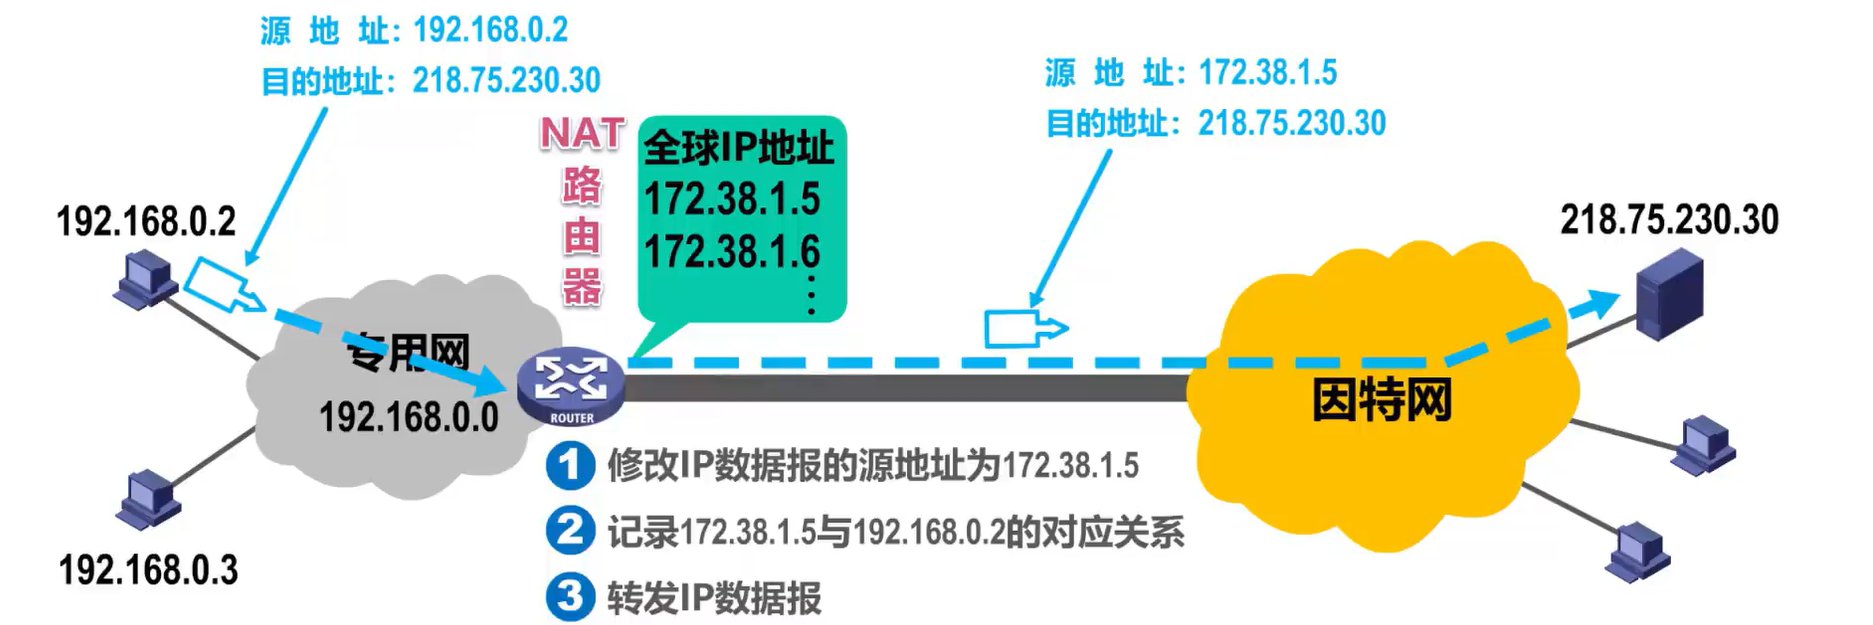 源 地 址：192.168.0.2
目的地址：218.75.230.30
源 地 址：172.38.1.5
目的地址：218.75.230.30
NAT
路
由
器
全球IP地址
172.38.1.5
172.38.1.6
⋮
192.168.0.2
218.75.230.30
专用网
192.168.0.0
ROUTER
因特网
1 修改IP数据报的源地址为172.38.1.5
2 记录172.38.1.5与192.168.0.2的对应关系
3 转发IP数据报
192.168.0.3